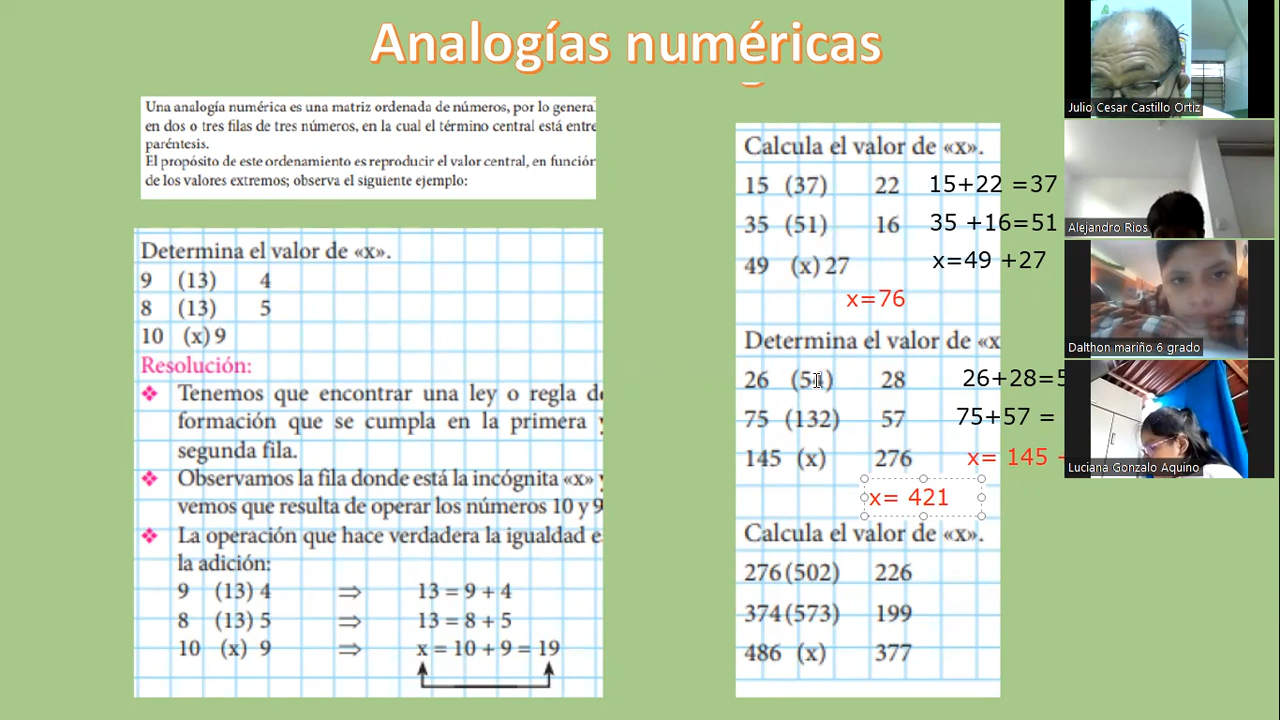 Analogías numéricas
Una analogía numérica es una matriz ordenada de números, por lo genera
en dos o tres filas de tres números, en la cual el término central está entre
paréntesis.
El propósito de este ordenamiento es reproducir el valor central, en función
de los valores extremos; observa el siguiente ejemplo:
Determina el valor de «x».
9 (13) 4
8 (13) 5
10 (x) 9
Resolución:
❖ Tenemos que encontrar una ley o regla de
formación que se cumpla en la primera y
segunda fila.
❖ Observamos la fila donde está la incógnita «x» y
vemos que resulta de operar los números 10 y 9
❖ La operación que hace verdadera la igualdad e
la adición:
9 (13) 4 ⇒ 13 = 9 + 4
8 (13) 5 ⇒ 13 = 8 + 5
10 (x) 9 ⇒ x = 10 + 9 = 19
Calcula el valor de «x».
15 (37) 22 15+22 =37
35 (51) 16 35 +16=51
49 (x) 27 x=49 +27
x=76
Determina el valor de «x
26 (54) 28 26+28=5
75 (132) 57 75+57 =
145 (x) 276 x= 145
x= 421
Calcula el valor de «x».
276 (502) 226
374 (573) 199
486 (x) 377
Julio Cesar Castillo Ortiz
Alejandro Rios
Dalthon mariño 6 grado
Luciana Gonzalo Aquino